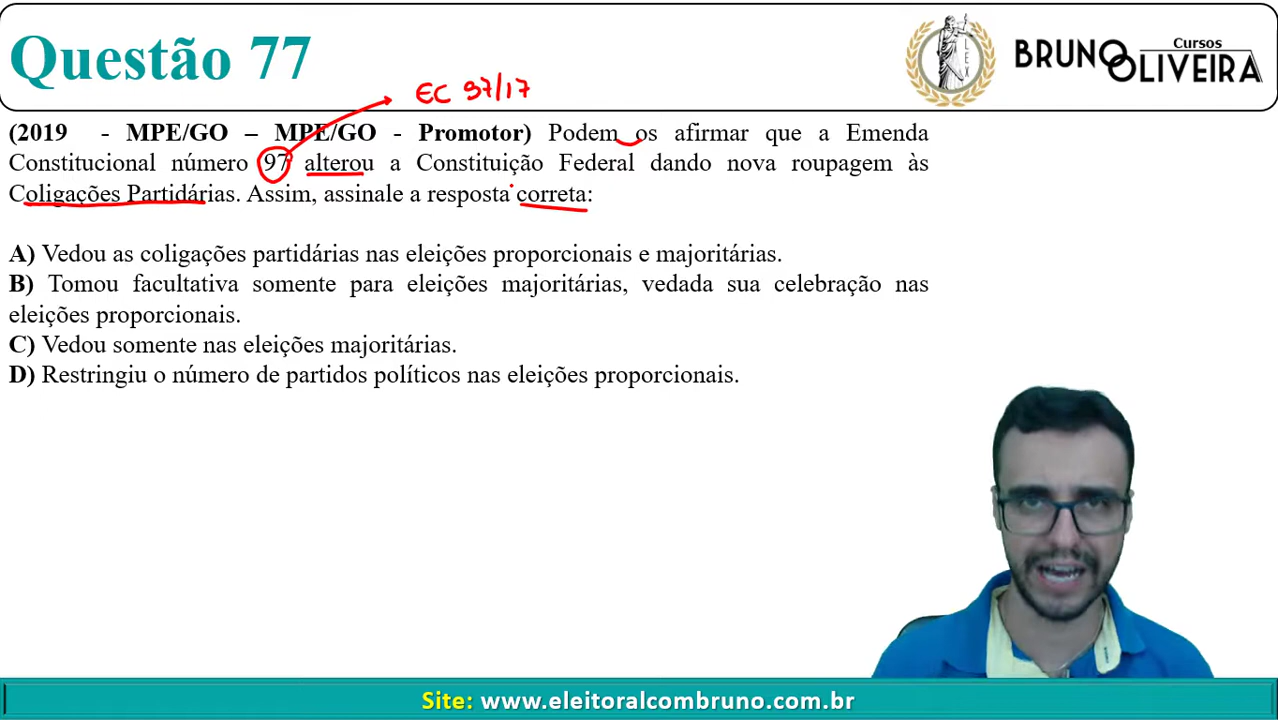 Questão 77
BRUNO
Cursos
OLIVEIRA
EC 97/17
(2019 - MPE/GO – MPE/GO - Promotor) Podem os afirmar que a Emenda
Constitucional número 97 alterou a Constituição Federal dando nova roupagem às
Coligações Partidárias. Assim, assinale a resposta correta:
A) Vedou as coligações partidárias nas eleições proporcionais e majoritárias.
B) Tomou facultativa somente para eleições majoritárias, vedada sua celebração nas
eleições proporcionais.
C) Vedou somente nas eleições majoritárias.
D) Restringiu o número de partidos políticos nas eleições proporcionais.
Site: www.eleitoralcombruno.com.br